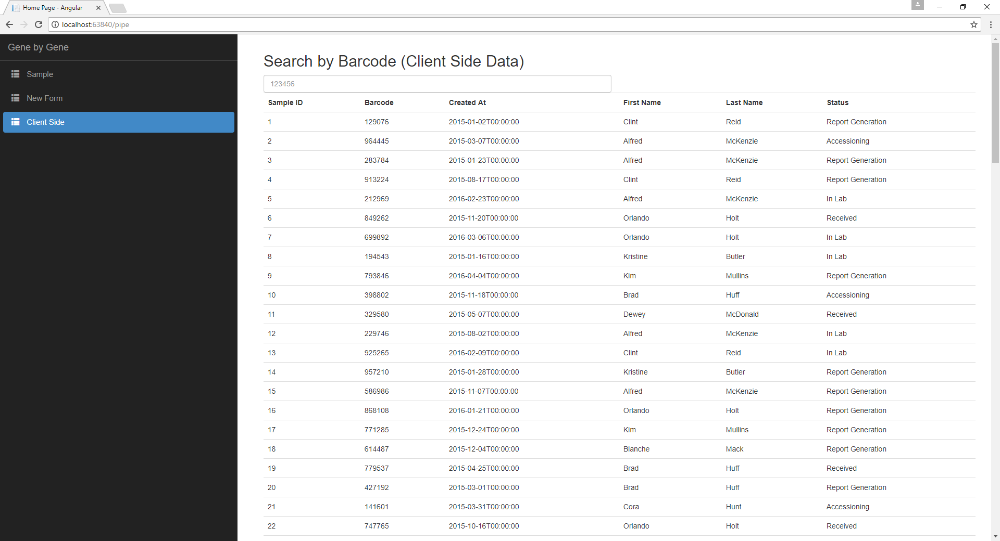 Home Page - Angular
localhost:63840/pipe
Gene by Gene
Sample
New Form
Client Side
Search by Barcode (Client Side Data)
123456
Sample ID Barcode Created At First Name Last Name Status
1 129076 2015-01-02T00:00:00 Clint Reid Report Generation
2 964445 2015-03-07T00:00:00 Alfred McKenzie Accessioning
3 283784 2015-01-23T00:00:00 Alfred McKenzie Report Generation
4 913224 2015-08-17T00:00:00 Clint Reid Report Generation
5 212969 2016-02-23T00:00:00 Alfred McKenzie In Lab
6 849262 2015-11-20T00:00:00 Orlando Holt Received
7 699892 2016-03-06T00:00:00 Orlando Holt In Lab
8 194543 2015-01-16T00:00:00 Kristine Butler In Lab
9 793846 2016-04-04T00:00:00 Kim Mullins Report Generation
10 398802 2015-11-18T00:00:00 Brad Huff Accessioning
11 329580 2015-05-07T00:00:00 Dewey McDonald Received
12 229746 2015-08-02T00:00:00 Alfred McKenzie In Lab
13 925265 2016-02-09T00:00:00 Clint Reid In Lab
14 957210 2015-01-28T00:00:00 Kristine Butler Report Generation
15 586986 2015-11-07T00:00:00 Alfred McKenzie Report Generation
16 868108 2016-01-21T00:00:00 Orlando Holt Report Generation
17 771285 2015-12-24T00:00:00 Kim Mullins Report Generation
18 614487 2015-12-04T00:00:00 Blanche Mack Report Generation
19 779537 2015-04-25T00:00:00 Brad Huff Received
20 427192 2015-03-01T00:00:00 Brad Huff Report Generation
21 141601 2015-03-31T00:00:00 Cora Hunt Accessioning
22 747765 2015-10-16T00:00:00 Orlando Holt Received